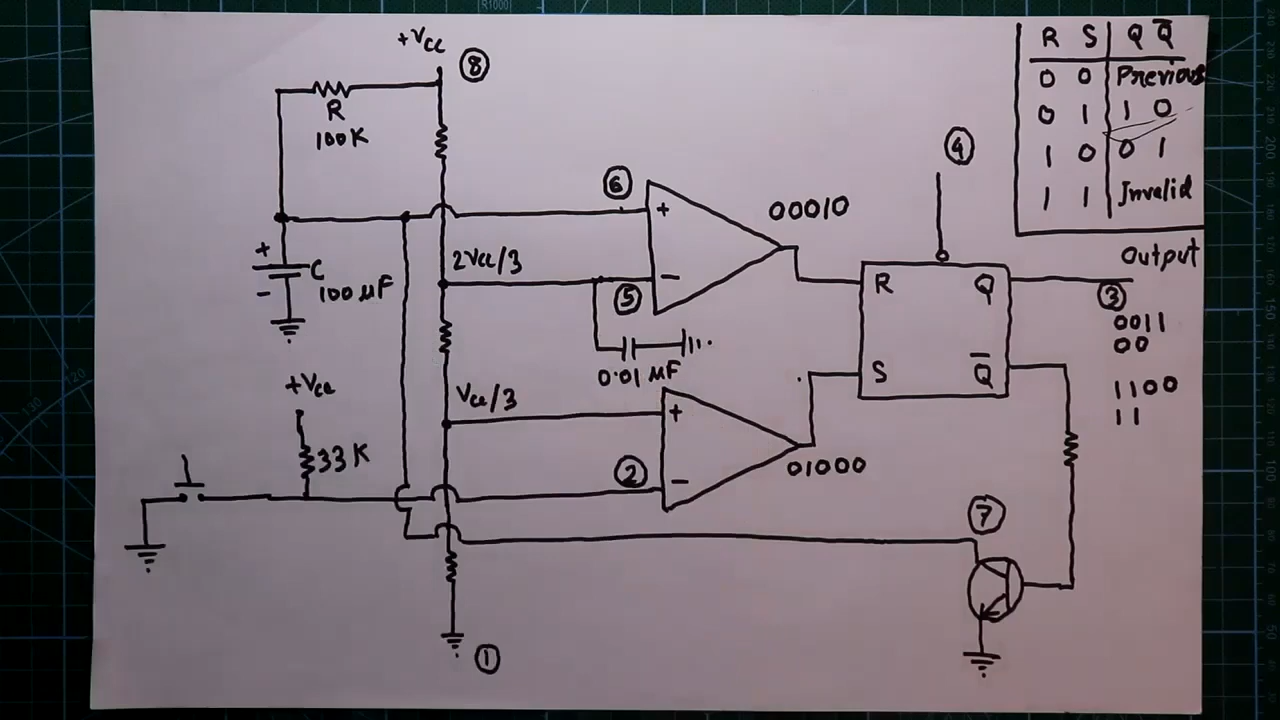 R1000
+Vcc
8
R
100K
6
00010
4
R S Q Q̅
0 0 Previous
0 1 1 0
1 0 0 1
1 1 Invalid
Output
+
2Vcc/3
5
-
+
C
-
100 µF
0.01 µF
R Q
S Q̅
3
0011
00
1100
11
+Vcc
33K
Vcc/3
+
2
-
01000
7
1